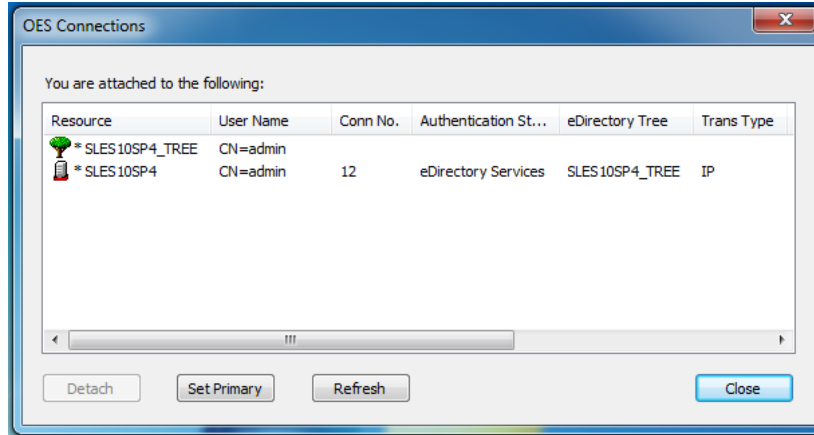 OES Connections
You are attached to the following:
Resource User Name Conn No. Authentication St... eDirectory Tree Trans Type
* SLES10SP4_TREE CN=admin
* SLES10SP4 CN=admin 12 eDirectory Services SLES10SP4_TREE IP
Detach Set Primary Refresh Close